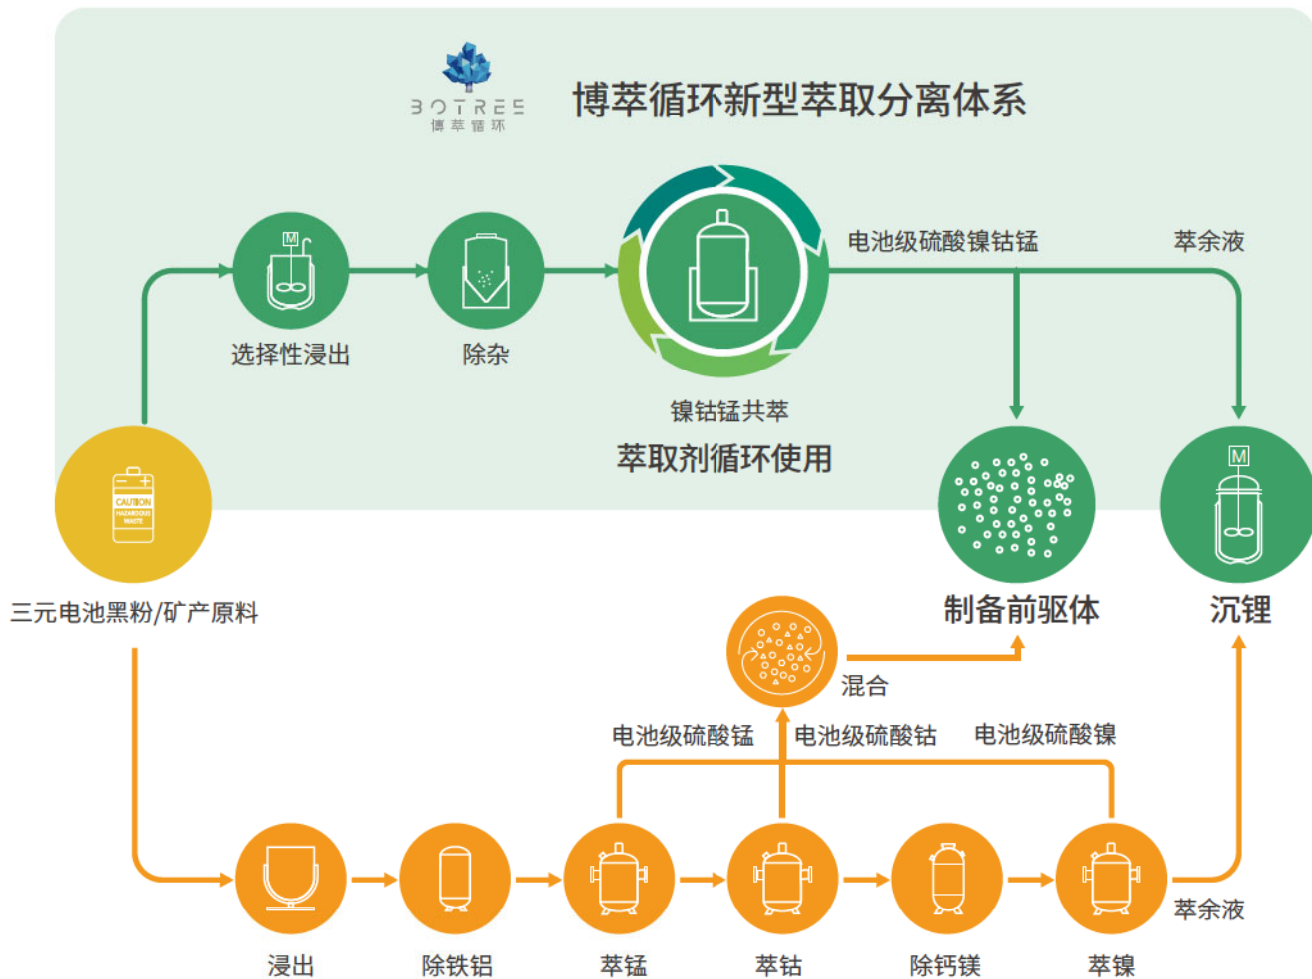 BOTREE
博萃循环
博萃循环新型萃取分离体系
电池级硫酸镍钴锰
萃余液
M
选择性浸出
除杂
镍钴锰共萃
萃取剂循环使用
M
CAUTION
HAZARDOUS
WASTE
三元电池黑粉/矿产原料
制备前驱体
沉锂
混合
电池级硫酸锰
电池级硫酸钴
电池级硫酸镍
萃余液
浸出
除铁铝
萃锰
萃钴
除钙镁
萃镍